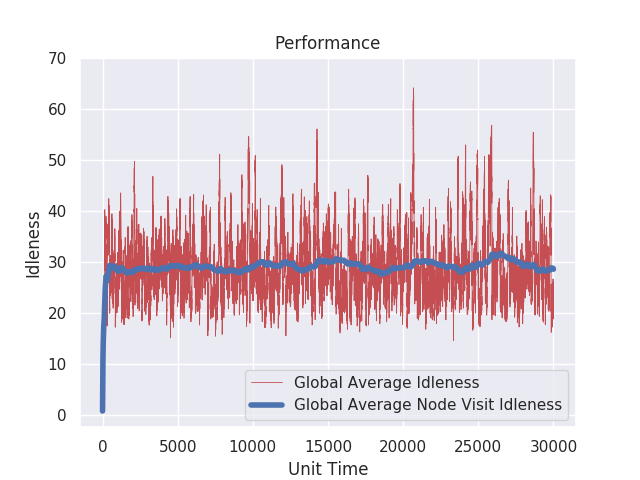 Performance
70
60
50
40
30
20
10
0
Idleness
Global Average Idleness
Global Average Node Visit Idleness
0 5000 10000 15000 20000 25000 30000
Unit Time